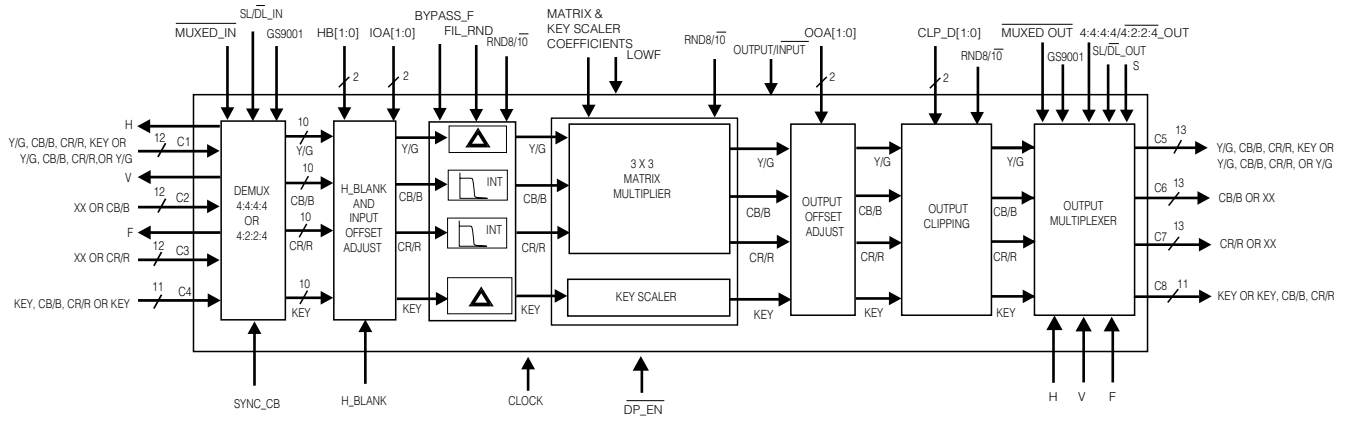 SL/DL_IN
MUXED_IN
GS9001
HB[1:0]
IOA[1:0]
BYPASS_F
FIL_RND
RND8/10
MATRIX &
KEY SCALER
COEFFICIENTS
LOWF
RND8/10
OUTPUT/INPUT
OOA[1:0]
CLP_D[1:0]
RND8/10
MUXED OUT
GS9001
4:4:4:4/4:2:2:4_OUT
SL/DL_OUT
S
2
2
2
2
H
Y/G, CB/B, CR/R, KEY OR
Y/G, CB/B, CR/R,OR Y/G
12
C1
V
XX OR CB/B
12
C2
F
XX OR CR/R
12
C3
KEY, CB/B, CR/R OR KEY
11
C4
DEMUX
4:4:4:4
OR
4:2:2:4
10
Y/G
10
CB/B
10
CR/R
10
KEY
H_BLANK
AND
INPUT
OFFSET
ADJUST
Y/G
CB/B
CR/R
KEY
INT
INT
Y/G
CB/B
CR/R
KEY
3 X 3
MATRIX
MULTIPLIER
KEY SCALER
Y/G
CB/B
CR/R
KEY
OUTPUT
OFFSET
ADJUST
Y/G
CB/B
CR/R
KEY
OUTPUT
CLIPPING
Y/G
CB/B
CR/R
KEY
OUTPUT
MULTIPLEXER
C5
13
Y/G, CB/B, CR/R, KEY OR
Y/G, CB/B, CR/R, OR Y/G
C6
13
CB/B OR XX
C7
13
CR/R OR XX
C8
11
KEY OR KEY, CB/B, CR/R
SYNC_CB
H_BLANK
CLOCK
DP_EN
H
V
F